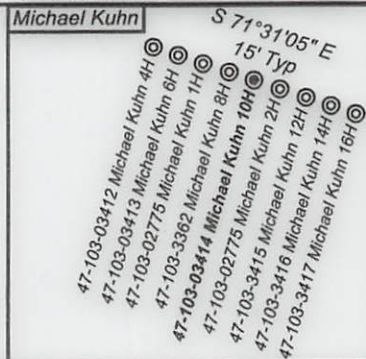 Michael Kuhn
S 71°31'05" E
15' Typ
47-103-03412 Michael Kuhn 4H
47-103-03413 Michael Kuhn 6H
47-103-02775 Michael Kuhn 1H
47-103-3362 Michael Kuhn 8H
47-103-03414 Michael Kuhn 10H
47-103-02775 Michael Kuhn 2H
47-103-3415 Michael Kuhn 12H
47-103-3416 Michael Kuhn 14H
47-103-3417 Michael Kuhn 16H